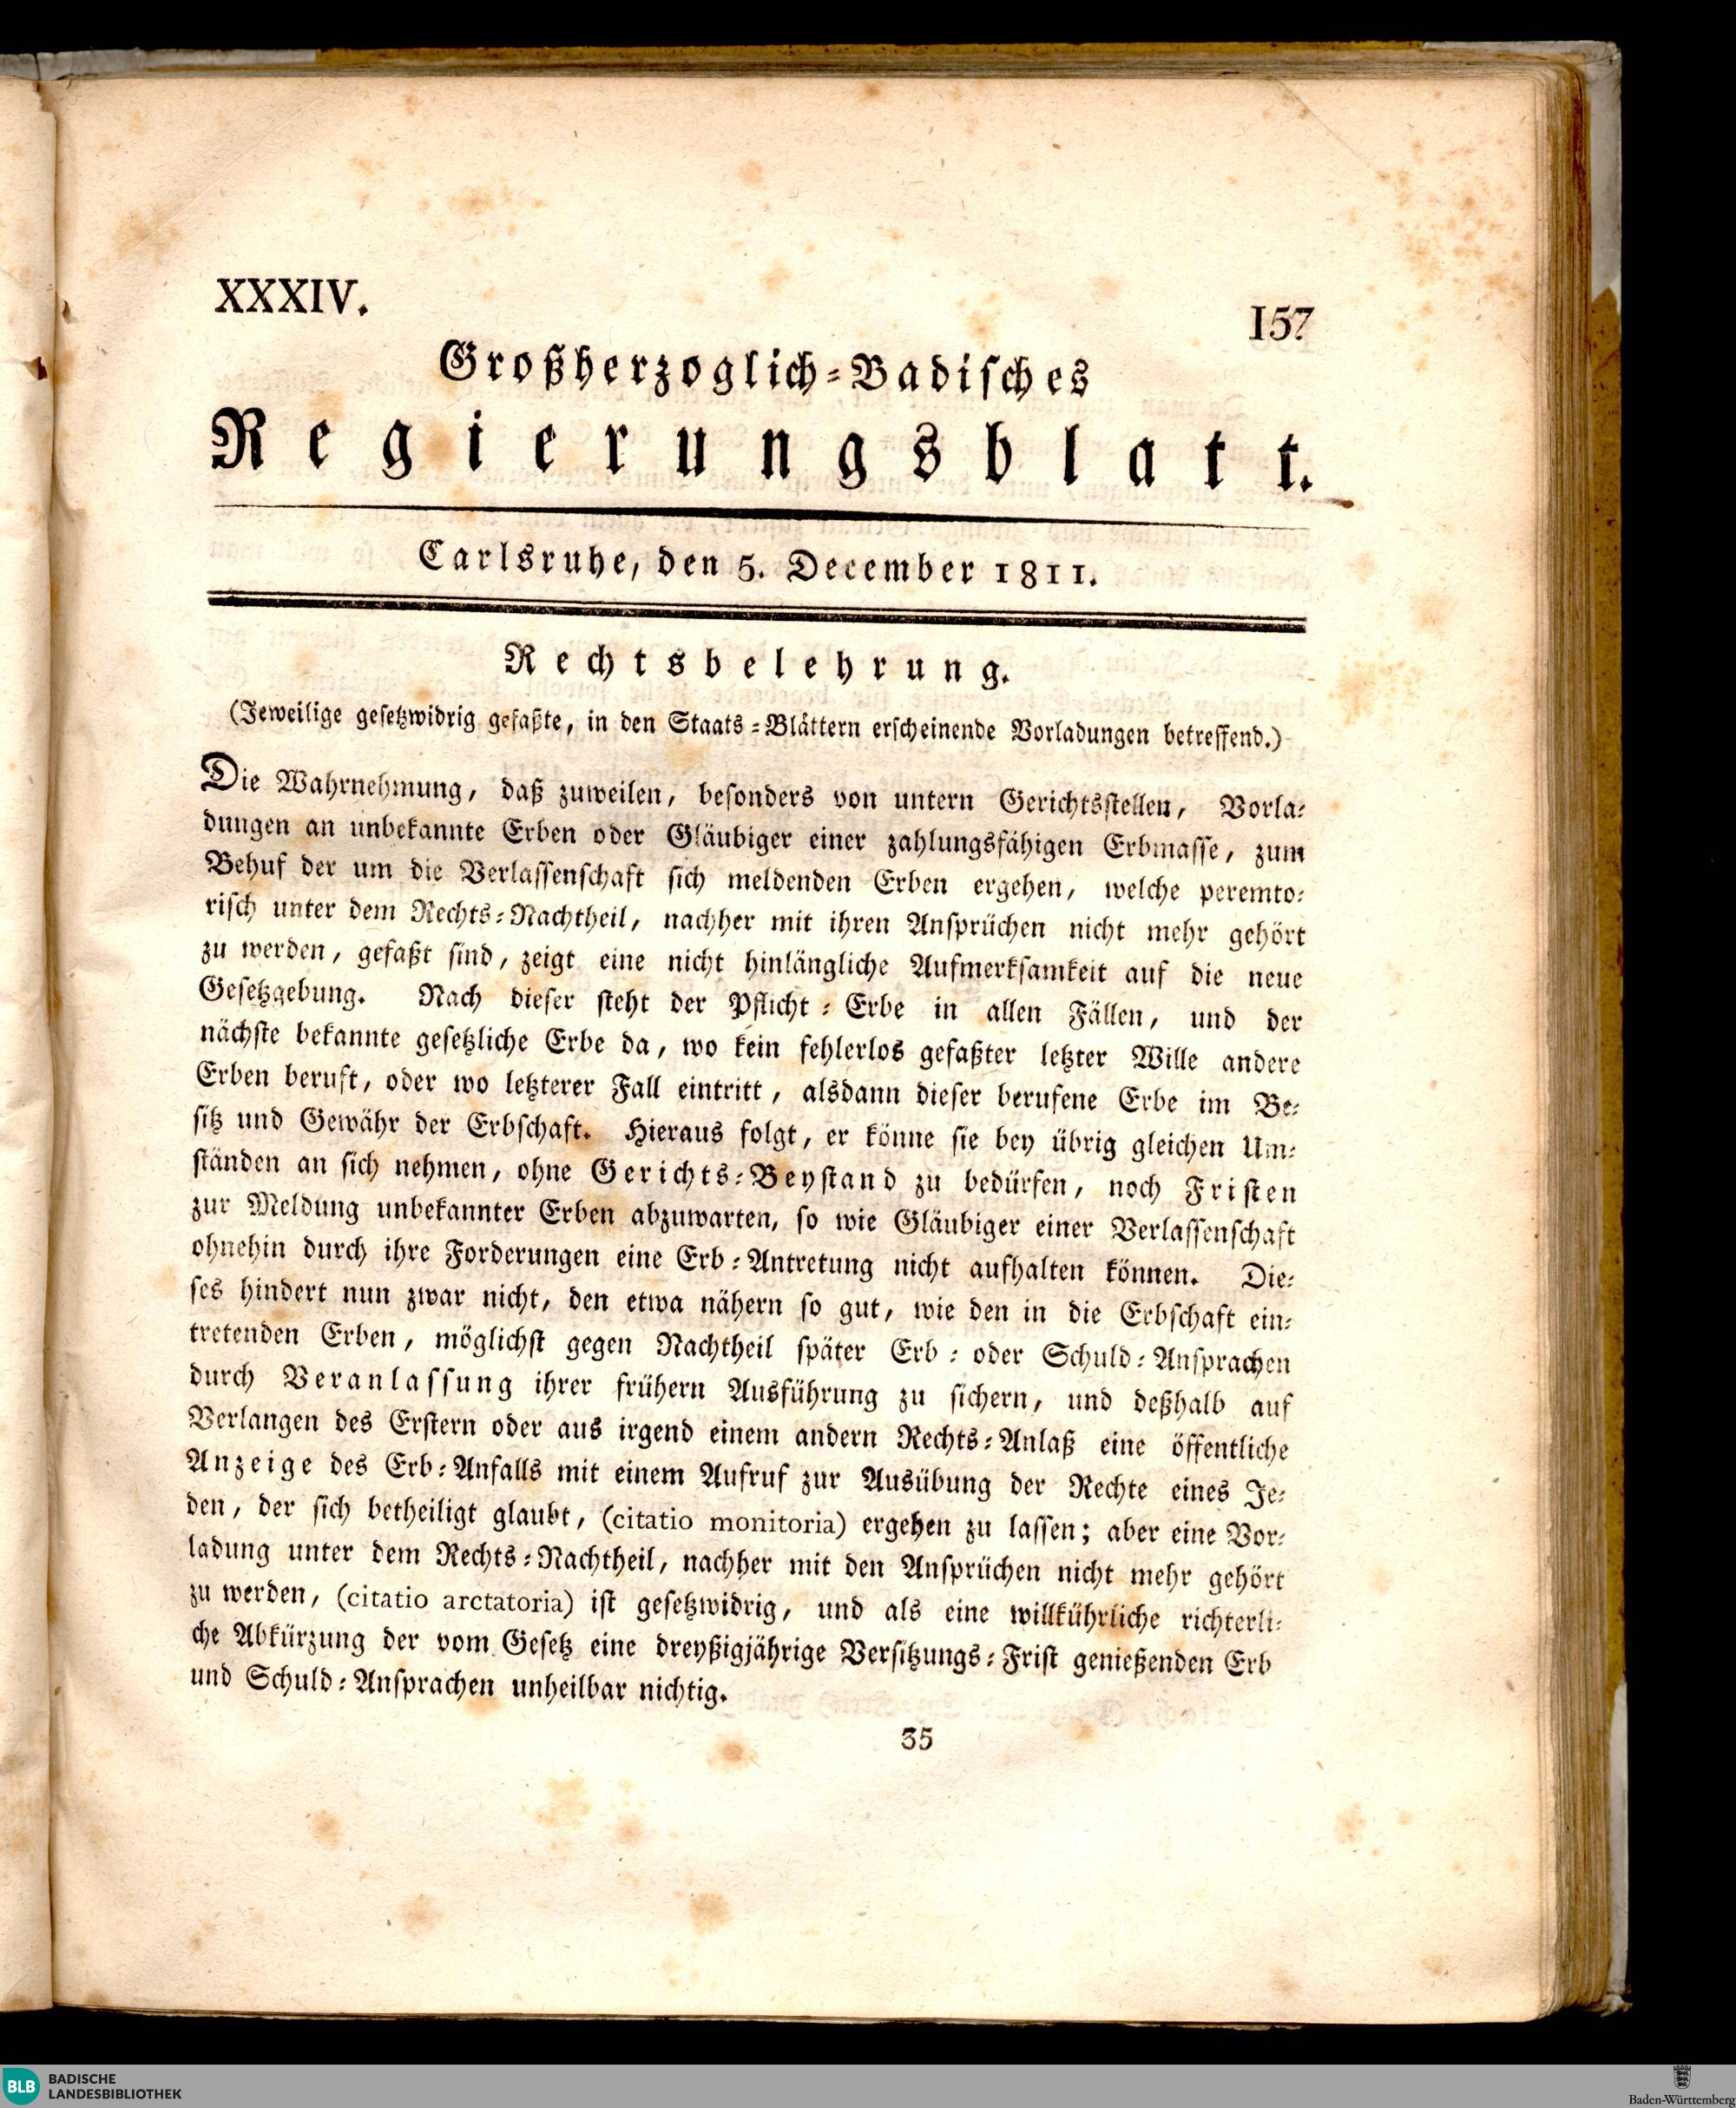 XXXIV.
157
Großherzoglich-Badisches
Regierungsblatt.
Carlsruhe, den 5. December 1811.
Rechtsbelehrung.
(Jeweilige gesetzwidrig gefaßte, in den Staats-Blättern erscheinende Vorladungen betreffend.)
Die Wahrnehmung, daß zuweilen, besonders von untern Gerichtsstellen, Vorla-
dungen an unbekannte Erben oder Gläubiger einer zahlungsfähigen Erbmasse, zum
Behuf der um die Verlassenschaft sich meldenden Erben ergehen, welche peremto-
risch unter dem Rechts-Nachtheil, nachher mit ihren Ansprüchen nicht mehr gehört
zu werden, gefaßt sind, zeigt eine nicht hinlängliche Aufmerksamkeit auf die neue
Gesetzgebung. Nach dieser steht der Pflicht-Erbe in allen Fällen, und der
nächste bekannte gesetzliche Erbe da, wo kein fehlerlos gefaßter letzter Wille andere
Erben beruft, oder wo letzterer Fall eintritt, alsdann dieser berufene Erbe im Be-
sitz und Gewähr der Erbschaft. Hieraus folgt, er könne sie bey übrig gleichen Um-
ständen an sich nehmen, ohne Gerichts-Beystand zu bedürfen, noch Fristen
zur Meldung unbekannter Erben abzuwarten, so wie Gläubiger einer Verlassenschaft
ohnehin durch ihre Forderungen eine Erb-Antretung nicht aufhalten können. Die-
ses hindert nun zwar nicht, den etwa nähern so gut, wie den in die Erbschaft ein-
tretenden Erben, möglichst gegen Nachtheil später Erb- oder Schuld-Ansprachen
durch Veranlassung ihrer frühern Ausführung zu sichern, und deßhalb auf
Verlangen des Erstern oder aus irgend einem andern Rechts-Anlaß eine öffentliche
Anzeige des Erb-Anfalls mit einem Aufruf zur Ausübung der Rechte eines Je-
den, der sich betheiligt glaubt, (citatio monitoria) ergehen zu lassen; aber eine Vor-
ladung unter dem Rechts-Nachtheil, nachher mit den Ansprüchen nicht mehr gehört
zu werden, (citatio arctatoria) ist gesetzwidrig, und als eine willkührliche richterli-
che Abkürzung der vom Gesetz eine dreyßigjährige Versitzungs-Frist genießenden Erb
und Schuld-Ansprachen unheilbar nichtig.
35
BLB BADISCHE
LANDESBIBLIOTHEK
Baden-Württemberg